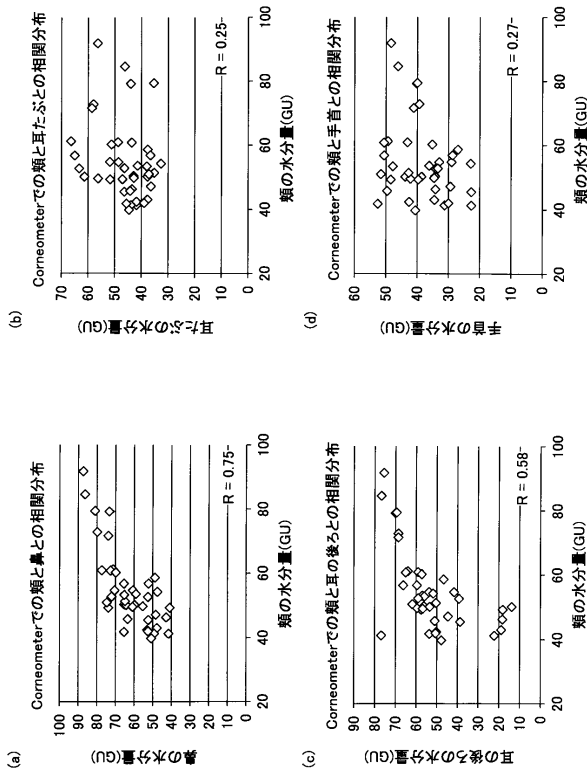 (a)
Corneometerでの頬と鼻との相関分布
鼻の水分量(GU)
100
90
80
70
60
50
40
30
20
10
0
R = 0.75
20
40
60
80
100
頬の水分量(GU)
(b)
Corneometerでの頬と耳たぶとの相関分布
耳たぶの水分量(GU)
70
60
50
40
30
20
10
0
R = 0.25
20
40
60
80
100
頬の水分量(GU)
(c)
Corneometerでの頬と耳の後ろとの相関分布
耳の後ろの水分量(GU)
90
80
70
60
50
40
30
20
10
0
R = 0.58
20
40
60
80
100
頬の水分量(GU)
(d)
Corneometerでの頬と手首との相関分布
手首の水分量(GU)
60
50
40
30
20
10
0
R = 0.27
20
40
60
80
100
頬の水分量(GU)